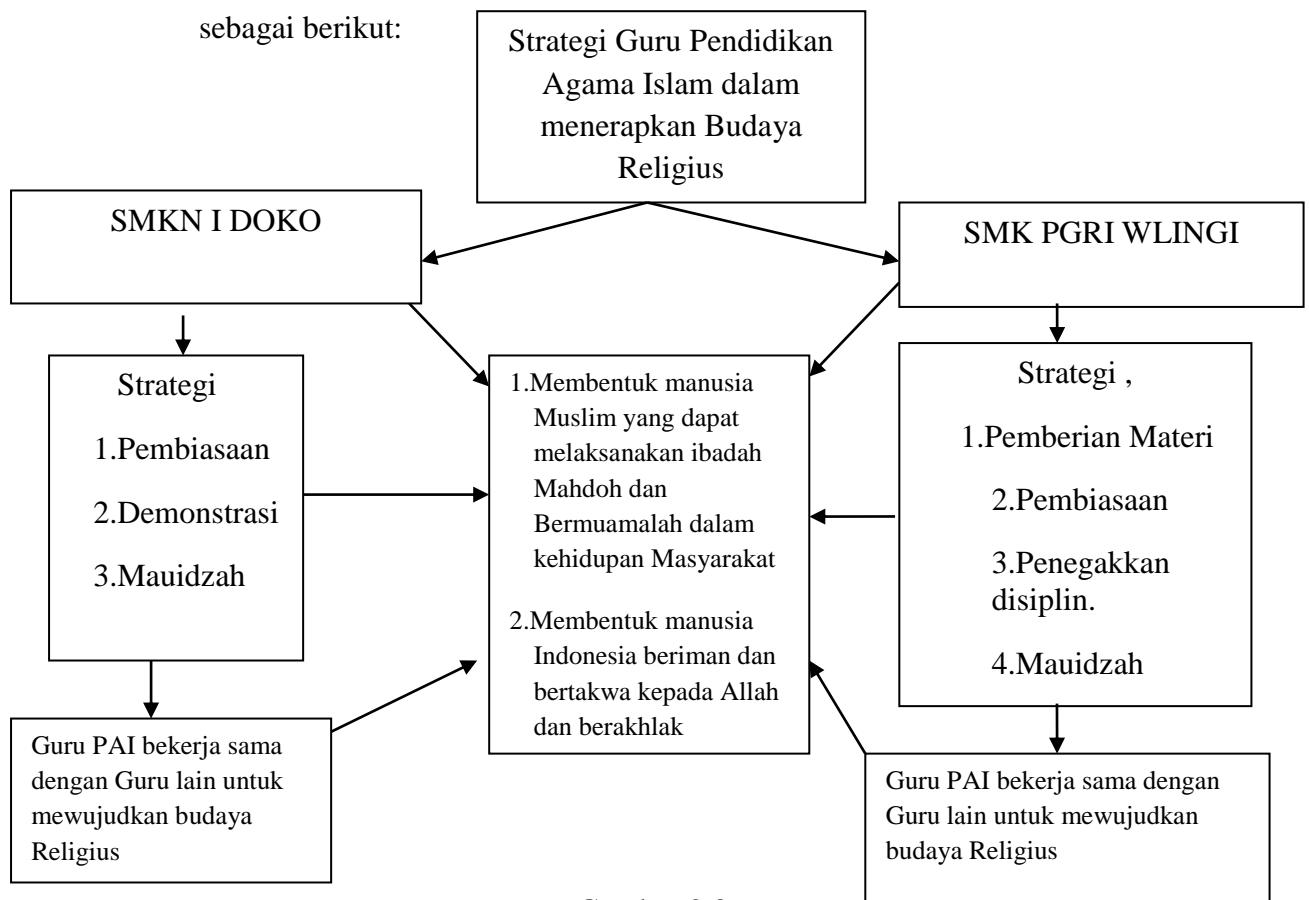 sebagai berikut:
Strategi Guru Pendidikan
Agama Islam dalam
menerapkan Budaya
Religius
SMKN I DOKO
SMK PGRI WLINGI
Strategi
1.Pembiasaan
2.Demonstrasi
3.Mauidzah
1.Membentuk manusia
Muslim yang dapat
melaksanakan ibadah
Mahdoh dan
Bermuamalah dalam
kehidupan Masyarakat
2.Membentuk manusia
Indonesia beriman dan
bertakwa kepada Allah
dan berakhlak
Strategi ,
1.Pemberian Materi
2.Pembiasaan
3.Penegakkan
disiplin.
4.Mauidzah
Guru PAI bekerja sama
dengan Guru lain untuk
mewujudkan budaya
Religius
Guru PAI bekerja sama dengan
Guru lain untuk mewujudkan
budaya Religius